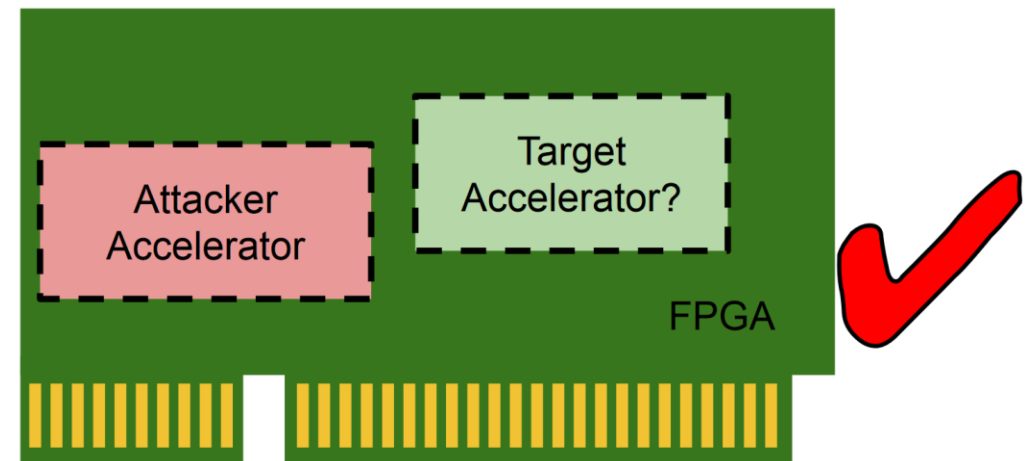 Attacker
Accelerator
Target
Accelerator?
FPGA